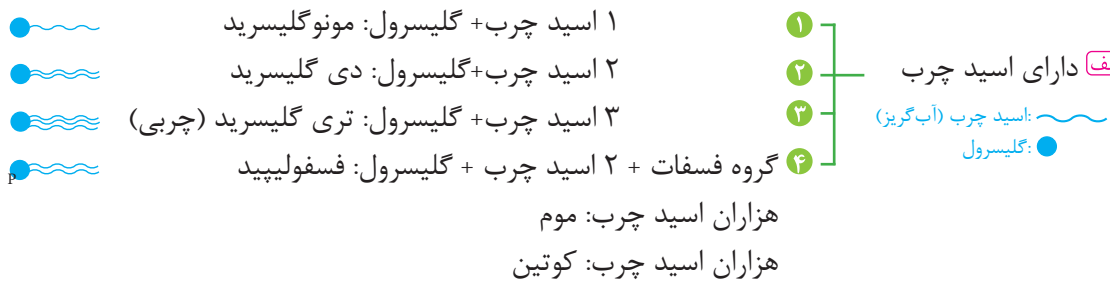 الف دارای اسید چرب
:اسید چرب (آب‌گریز)
:گلیسرول
۱ ۱ اسید چرب+ گلیسرول: مونوگلیسرید
۲ ۲ اسید چرب+گلیسرول: دی گلیسرید
۳ ۳ اسید چرب+ گلیسرول: تری گلیسرید (چربی)
۴ گروه فسفات + ۲ اسید چرب + گلیسرول: فسفولیپید
P
هزاران اسید چرب: موم
هزاران اسید چرب: کوتین